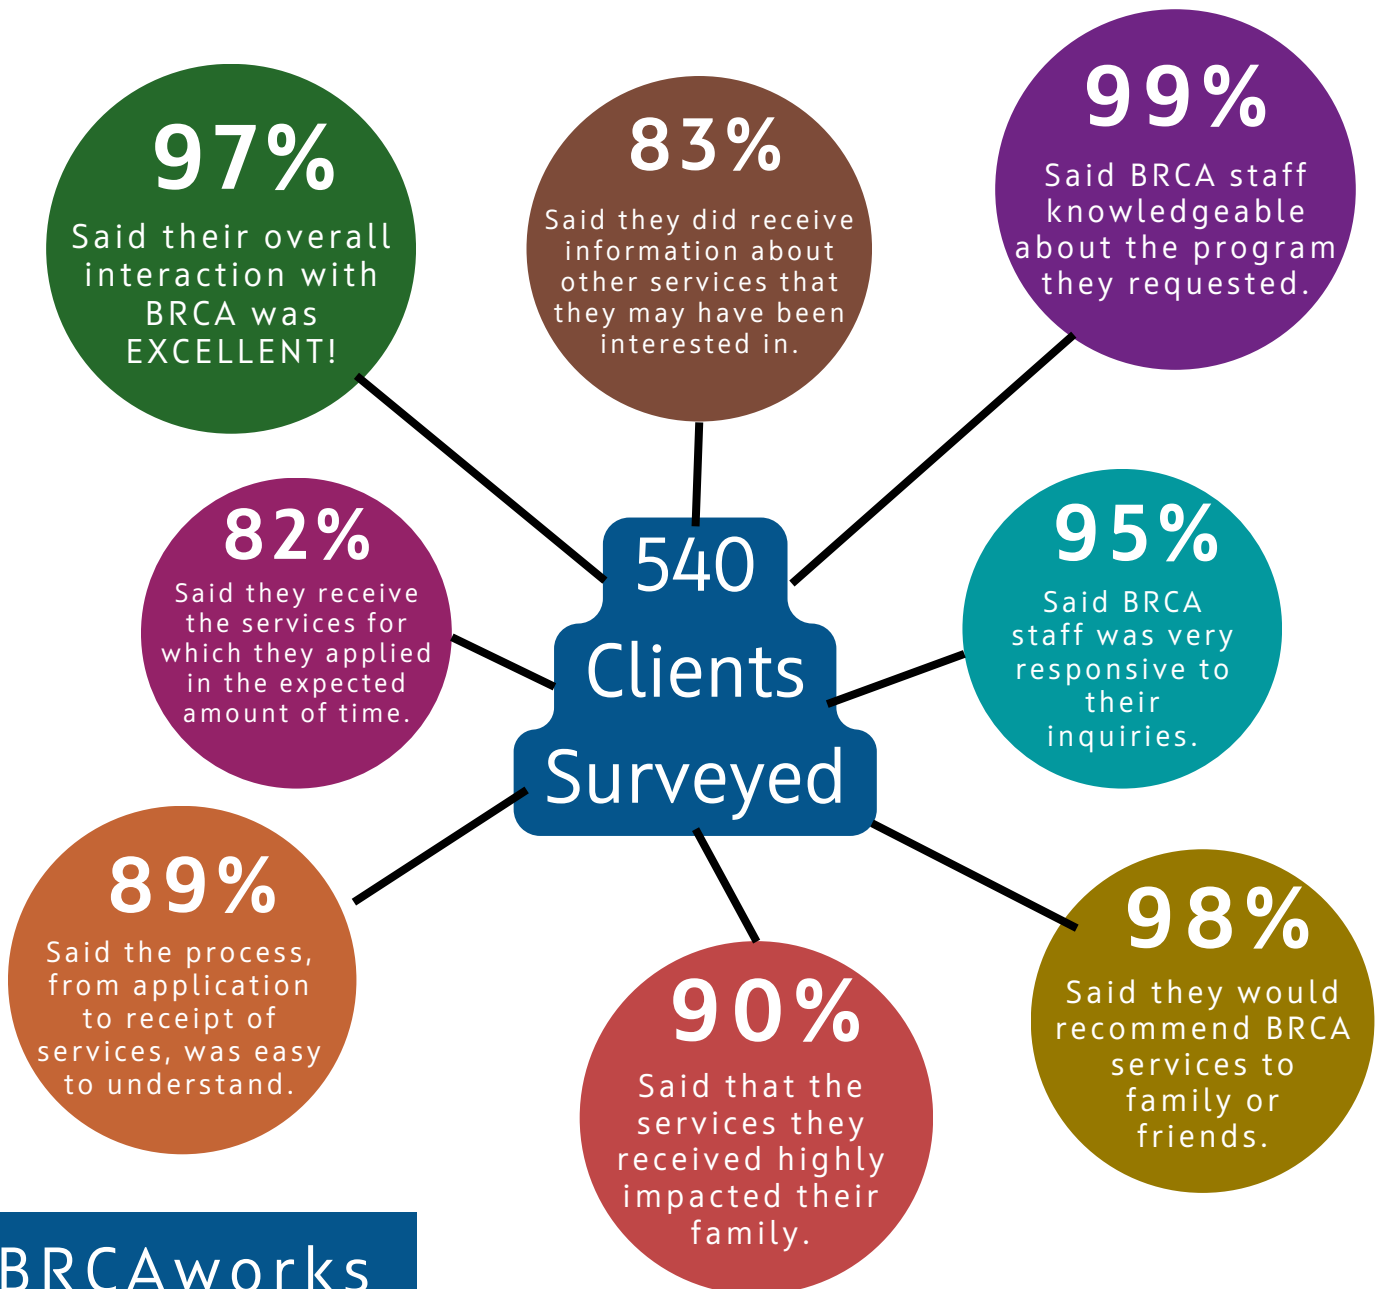 97%
Said their overall
interaction with
BRCA was
EXCELLENT!
83%
Said they did receive
information about
other services that
they may have been
interested in.
99%
Said BRCA staff
knowledgeable
about the program
they requested.
82%
Said they receive
the services for
which they applied
in the expected
amount of time.
540
Clients
Surveyed
95%
Said BRCA
staff was very
responsive to
their
inquiries.
89%
Said the process,
from application
to receipt of
services, was easy
to understand.
90%
Said that the
services they
received highly
impacted their
family.
98%
Said they would
recommend BRCA
services to
family or
friends.
BRCAworks